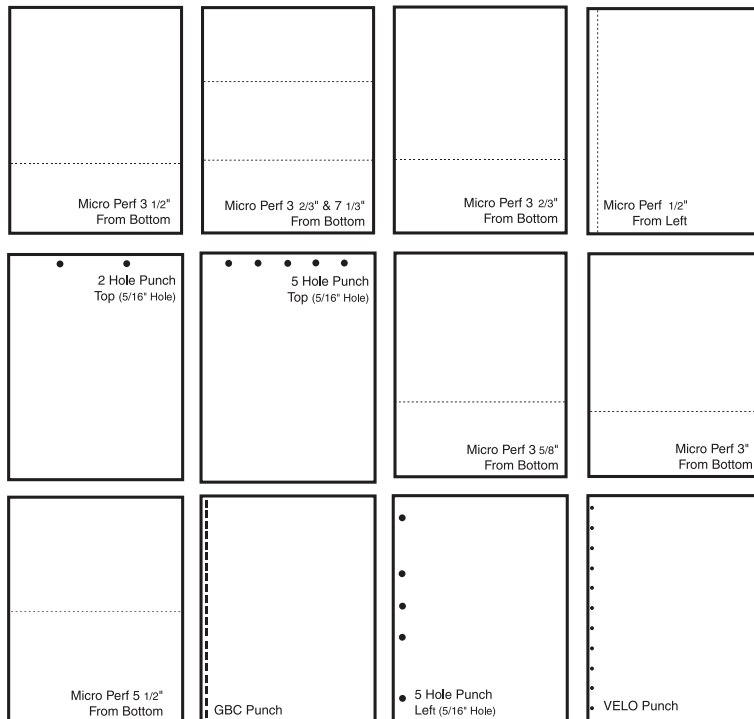 Micro Perf 3 1/2"
From Bottom
Micro Perf 3 2/3" & 7 1/3"
From Bottom
Micro Perf 3 2/3"
From Bottom
Micro Perf 1/2"
From Left
2 Hole Punch
Top (5/16" Hole)
5 Hole Punch
Top (5/16" Hole)
Micro Perf 3 5/8"
From Bottom
Micro Perf 3"
From Bottom
Micro Perf 5 1/2"
From Bottom
GBC Punch
5 Hole Punch
Left (5/16" Hole)
VELO Punch